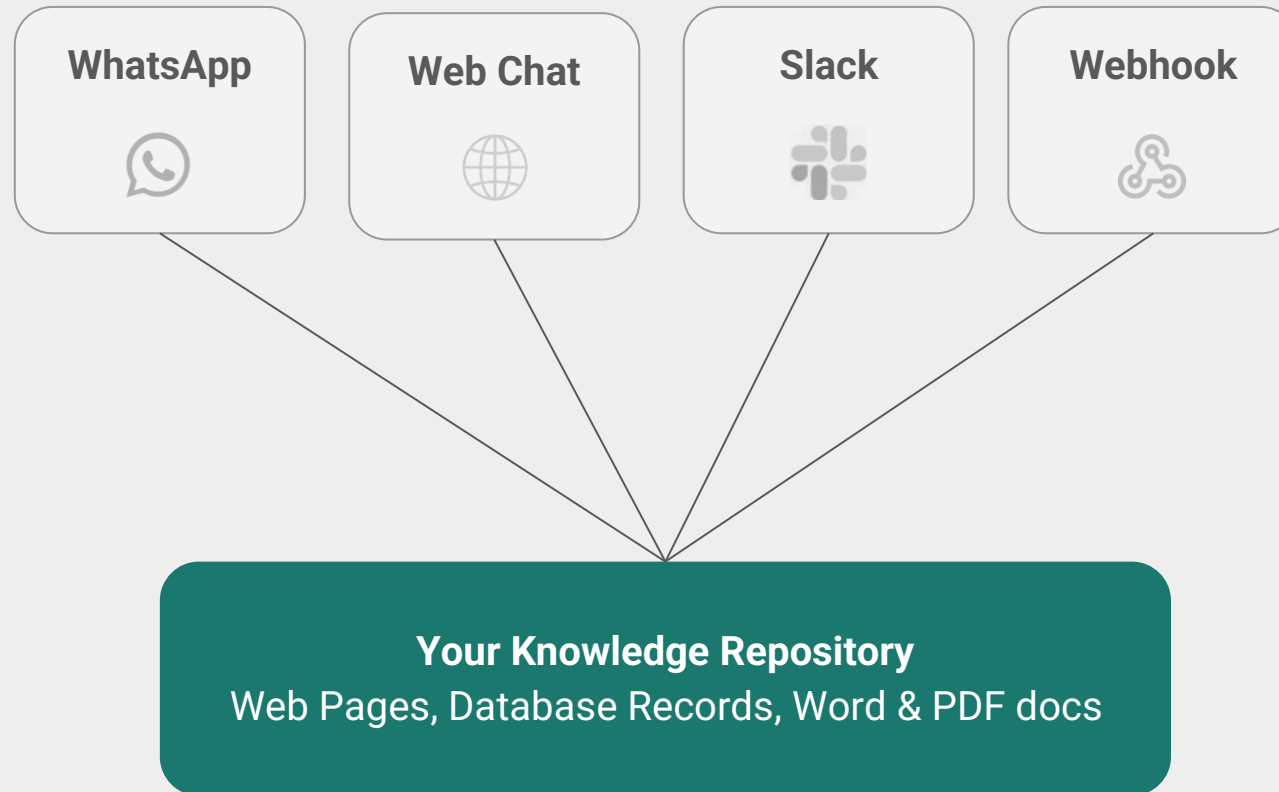 WhatsApp
Web Chat
Slack
Webhook
Your Knowledge Repository
Web Pages, Database Records, Word & PDF docs